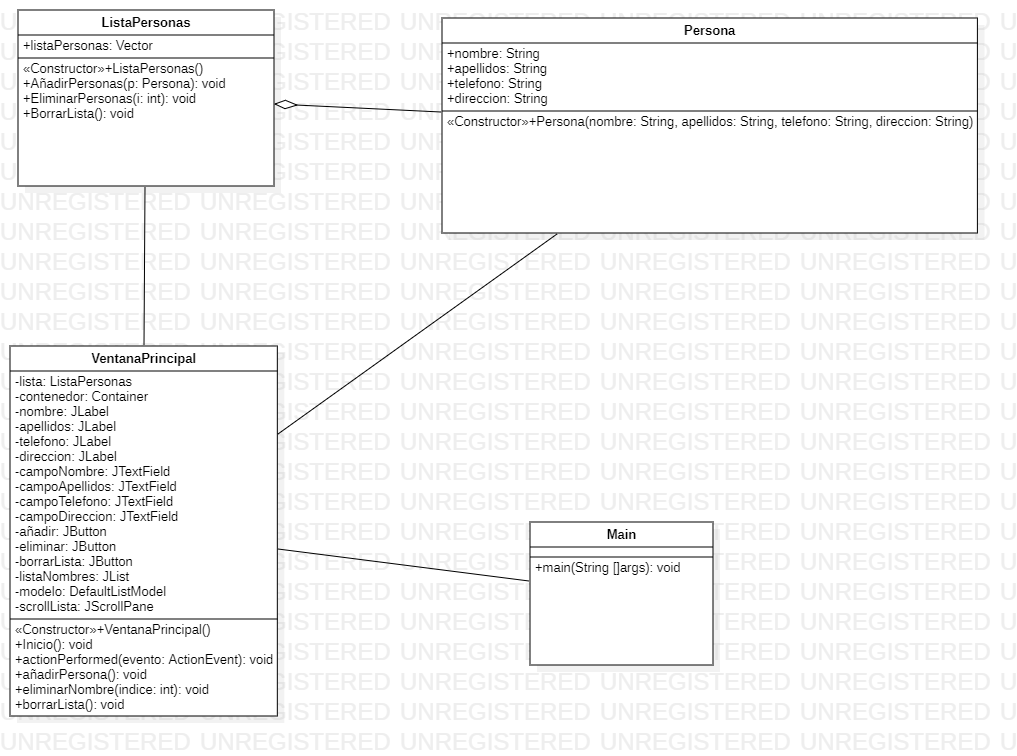 ListaPersonas
+listaPersonas: Vector
«Constructor»+ListaPersonas()
+AñadirPersonas(p: Persona): void
+EliminarPersonas(i: int): void
+BorrarLista(): void
Persona
+nombre: String
+apellidos: String
+telefono: String
+direccion: String
«Constructor»+Persona(nombre: String, apellidos: String, telefono: String, direccion: String)
VentanaPrincipal
-lista: ListaPersonas
-contenedor: Container
-nombre: JLabel
-apellidos: JLabel
-telefono: JLabel
-direccion: JLabel
-campoNombre: JTextField
-campoApellidos: JTextField
-campoTelefono: JTextField
-campoDireccion: JTextField
-añadir: JButton
-eliminar: JButton
-borrarLista: JButton
-listaNombres: JList
-modelo: DefaultListModel
-scrollLista: JScrollPane
«Constructor»+VentanaPrincipal()
+Inicio(): void
+actionPerformed(evento: ActionEvent): void
+añadirPersona(): void
+eliminarNombre(indice: int): void
+borrarLista(): void
Main
+main(String []args): void
UNREGISTERED